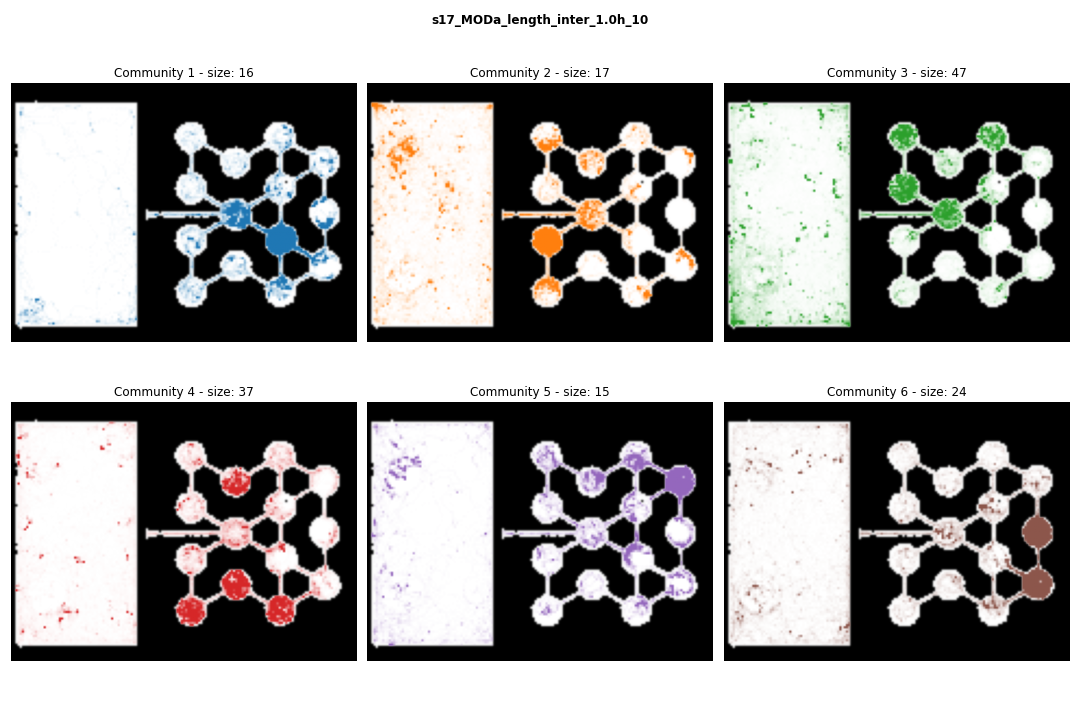 s17_MODa_length_inter_1.0h_10
Community 1 - size: 16
Community 2 - size: 17
Community 3 - size: 47
Community 4 - size: 37
Community 5 - size: 15
Community 6 - size: 24